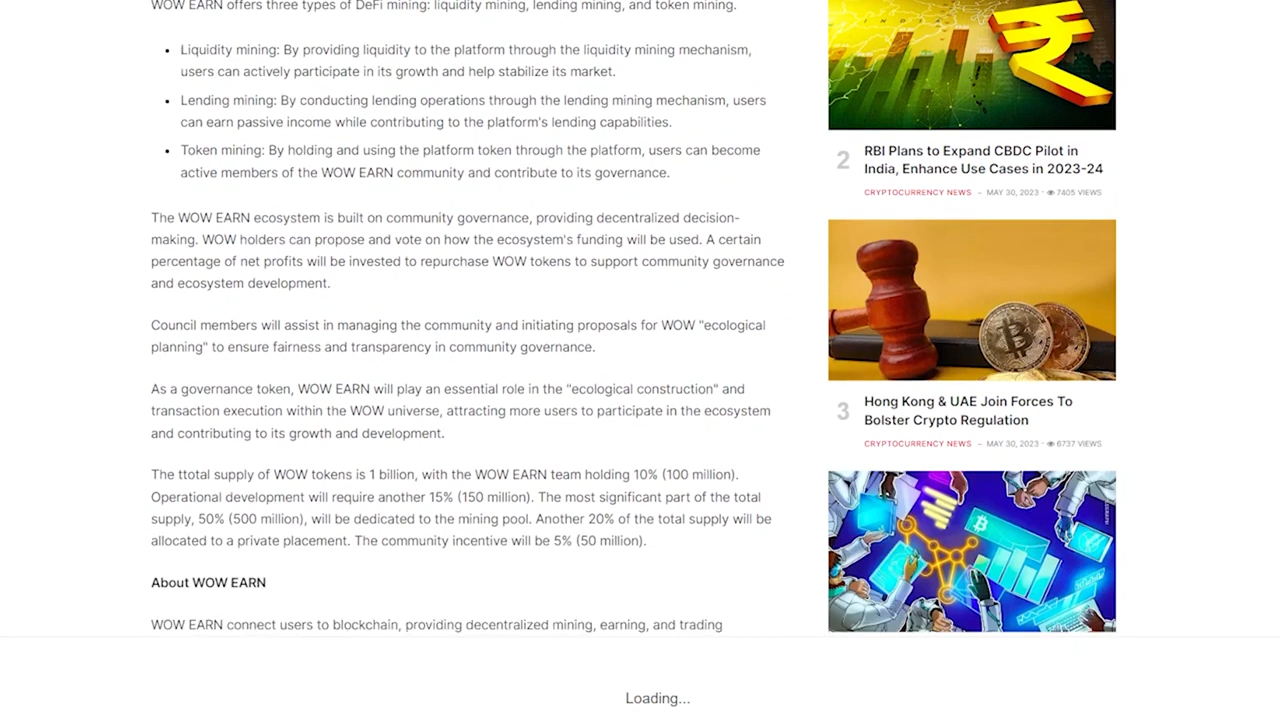 WOW EARN offers three types of DeFi mining: liquidity mining, lending mining, and token mining.
• Liquidity mining: By providing liquidity to the platform through the liquidity mining mechanism,
users can actively participate in its growth and help stabilize its market.
• Lending mining: By conducting lending operations through the lending mining mechanism, users
can earn passive income while contributing to the platform's lending capabilities.
• Token mining: By holding and using the platform token through the platform, users can become
active members of the WOW EARN community and contribute to its governance.
The WOW EARN ecosystem is built on community governance, providing decentralized decision-
making. WOW holders can propose and vote on how the ecosystem's funding will be used. A certain
percentage of net profits will be invested to repurchase WOW tokens to support community governance
and ecosystem development.
Council members will assist in managing the community and initiating proposals for WOW "ecological
planning" to ensure fairness and transparency in community governance.
As a governance token, WOW EARN will play an essential role in the "ecological construction" and
transaction execution within the WOW universe, attracting more users to participate in the ecosystem
and contributing to its growth and development.
The ttotal supply of WOW tokens is 1 billion, with the WOW EARN team holding 10% (100 million).
Operational development will require another 15% (150 million). The most significant part of the total
supply, 50% (500 million), will be dedicated to the mining pool. Another 20% of the total supply will be
allocated to a private placement. The community incentive will be 5% (50 million).
About WOW EARN
WOW EARN connect users to blockchain, providing decentralized mining, earning, and trading
2
RBI Plans to Expand CBDC Pilot in
India, Enhance Use Cases in 2023-24
CRYPTOCURRENCY NEWS – MAY 30, 2023 · 7405 VIEWS
3
Hong Kong & UAE Join Forces To
Bolster Crypto Regulation
CRYPTOCURRENCY NEWS – MAY 30, 2023 · 6737 VIEWS
Loading...